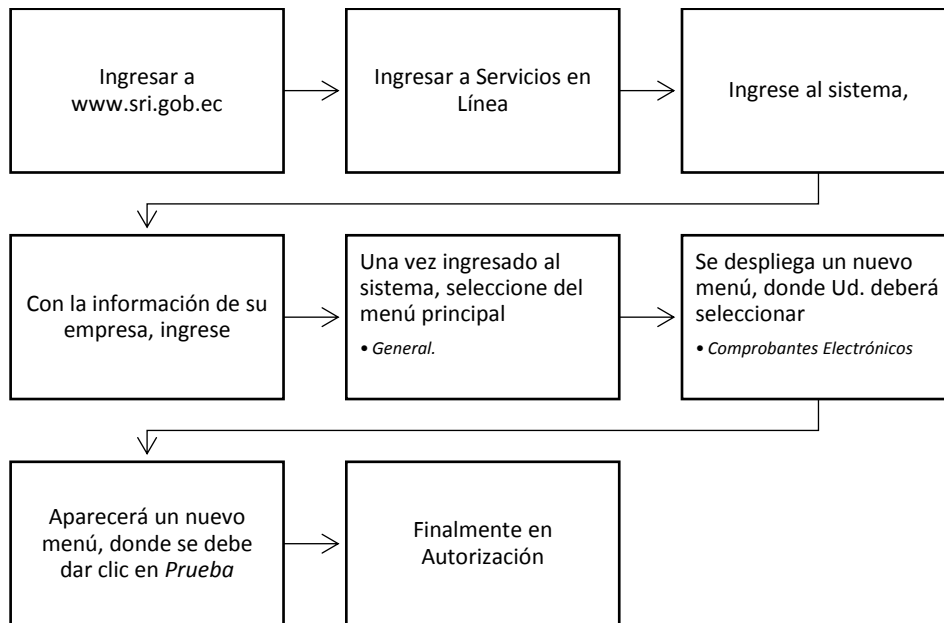 Ingresar a
www.sri.gob.ec
Ingresar a Servicios en
Línea
Ingrese al sistema,
Con la información de su
empresa, ingrese
Una vez ingresado al
sistema, seleccione del
menú principal
• General.
Se despliega un nuevo
menú, donde Ud. deberá
seleccionar
• Comprobantes Electrónicos
Aparecerá un nuevo
menú, donde se debe
dar clic en Prueba
Finalmente en
Autorización